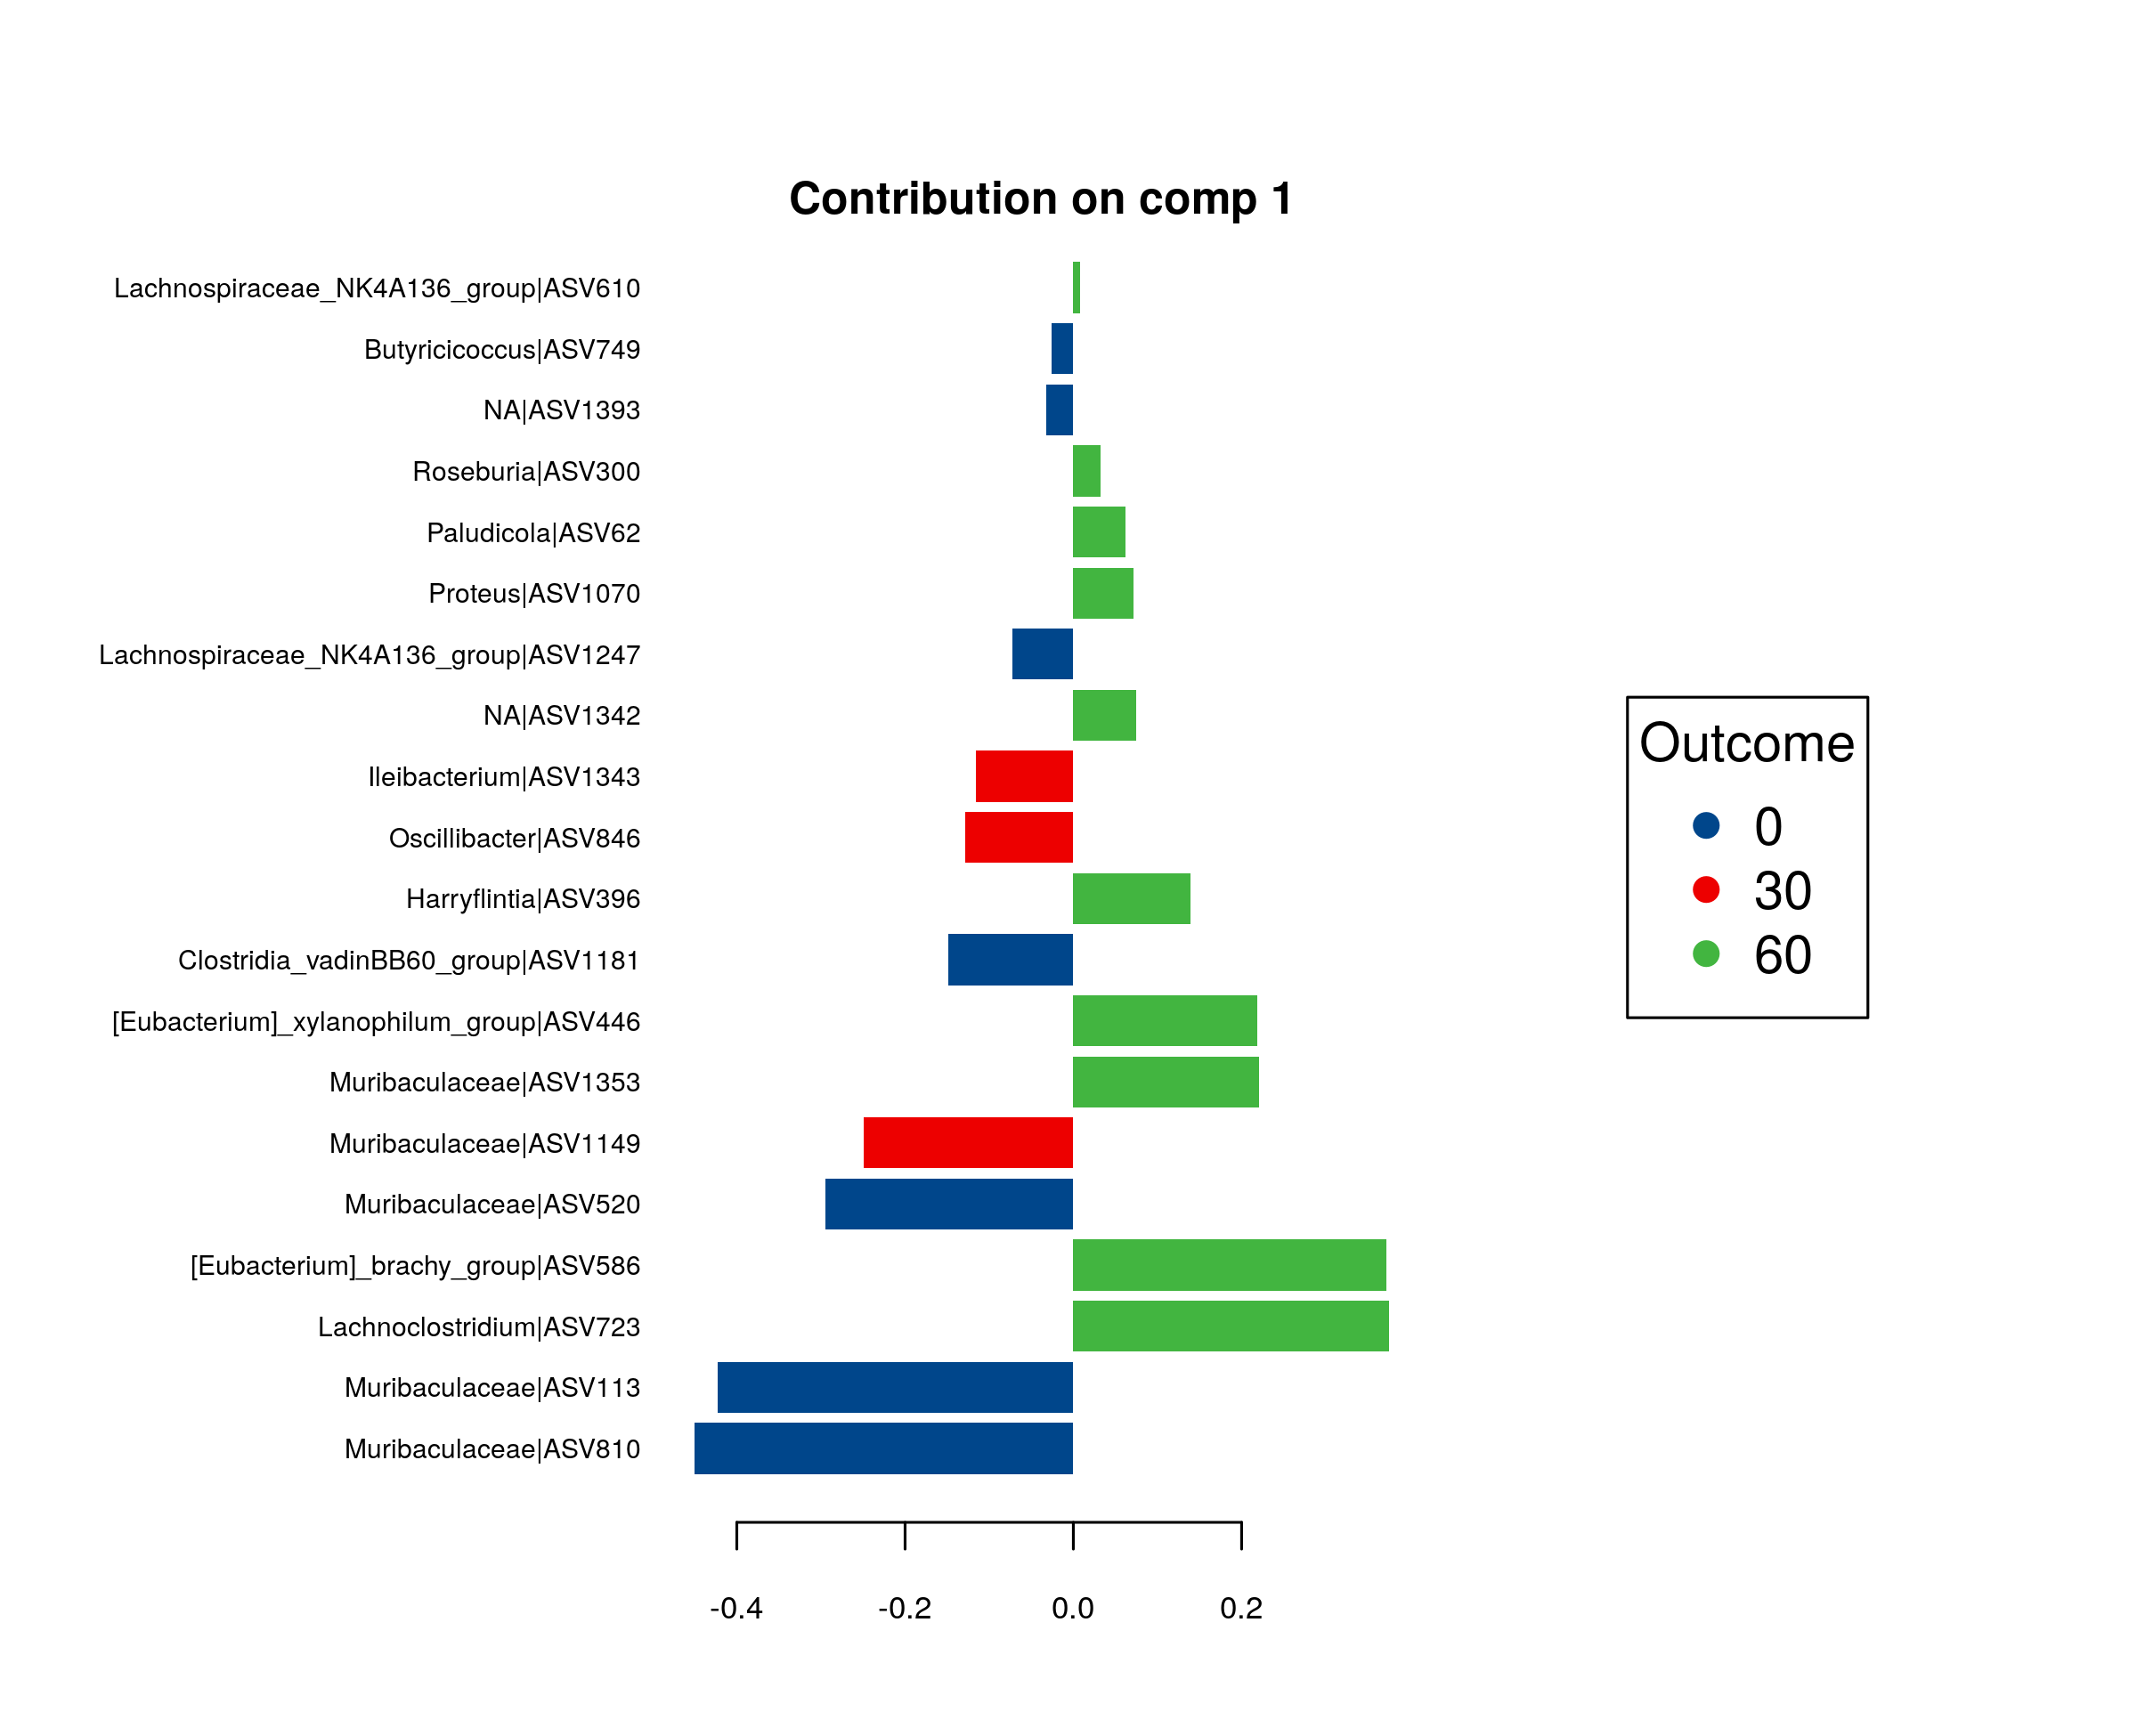 Contribution on comp 1
Lachnospiraceae_NK4A136_group|ASV610
Butyricicoccus|ASV749
NA|ASV1393
Roseburia|ASV300
Paludicola|ASV62
Proteus|ASV1070
Lachnospiraceae_NK4A136_group|ASV1247
NA|ASV1342
Ileibacterium|ASV1343
Oscillibacter|ASV846
Harryflintia|ASV396
Clostridia_vadinBB60_group|ASV1181
[Eubacterium]_xylanophilum_group|ASV446
Muribaculaceae|ASV1353
Muribaculaceae|ASV1149
Muribaculaceae|ASV520
[Eubacterium]_brachy_group|ASV586
Lachnoclostridium|ASV723
Muribaculaceae|ASV113
Muribaculaceae|ASV810
-0.4 -0.2 0.0 0.2
Outcome
0
30
60